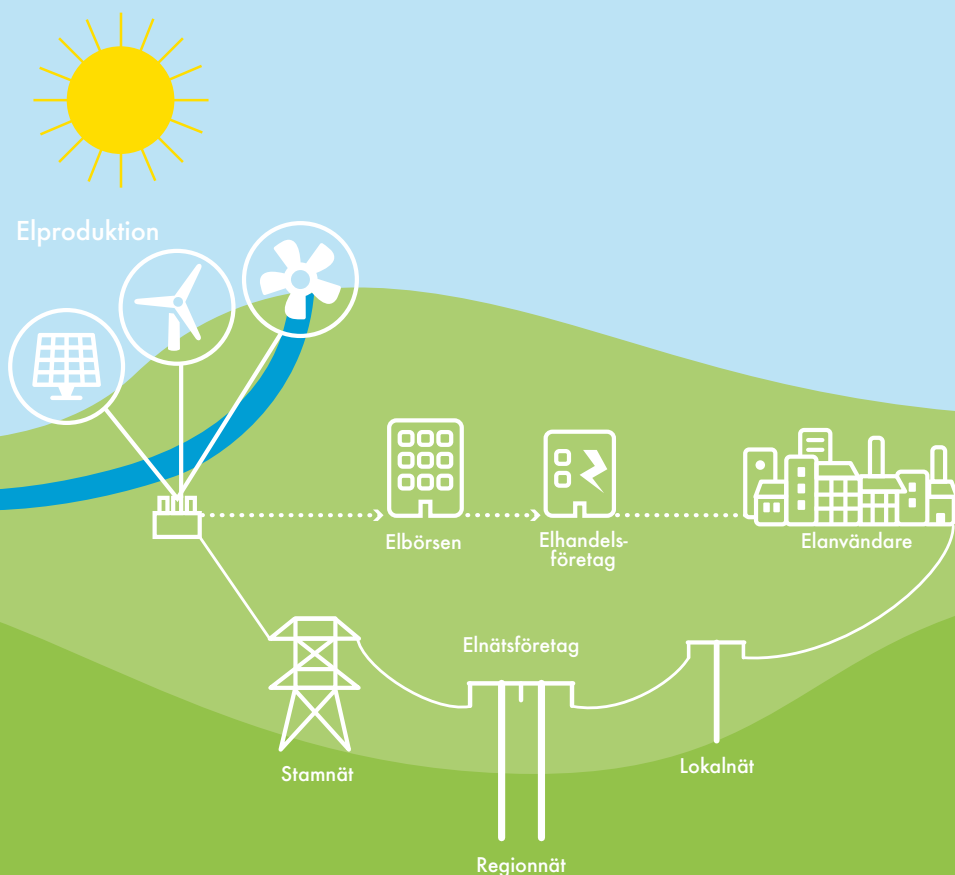 Elproduktion
Elbörsen
Elhandels-
företag
Elanvändare
Elnätsföretag
Stamnät
Lokalnät
Regionnät